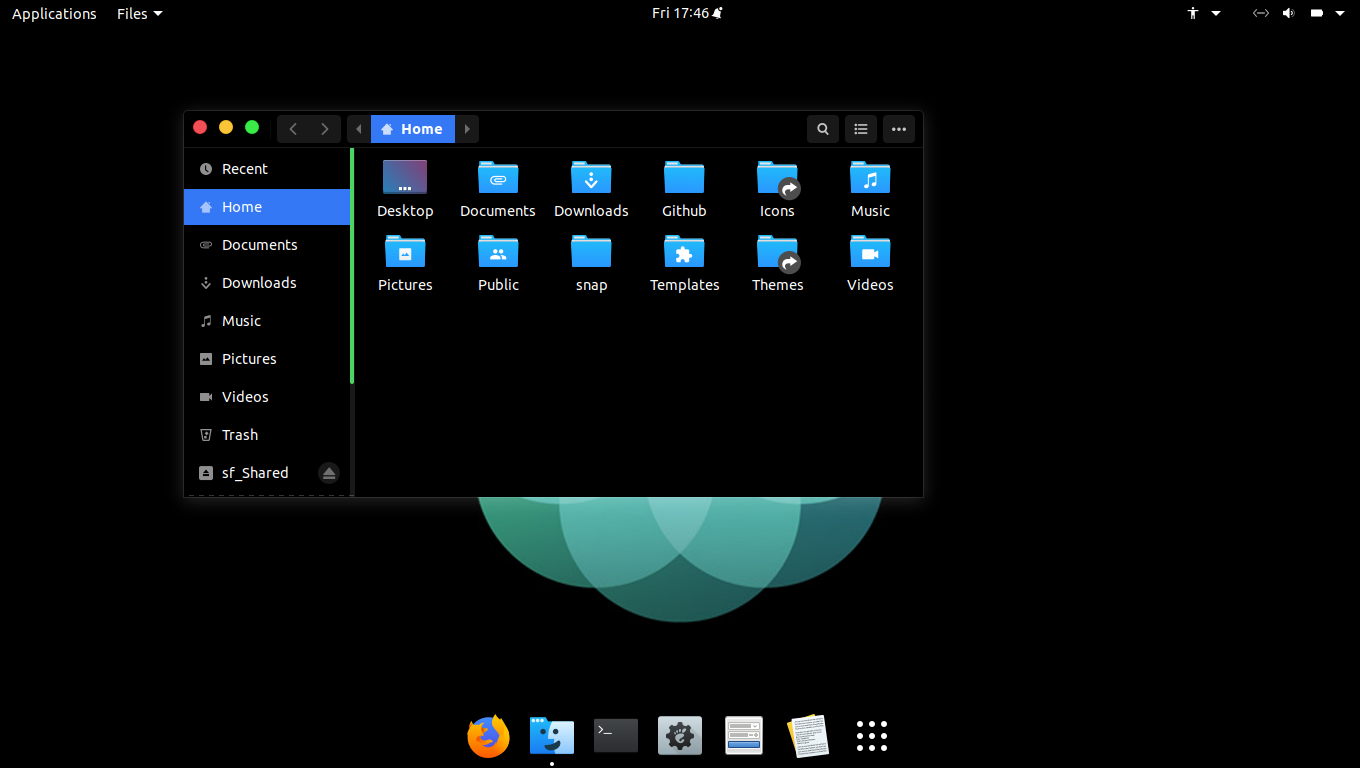 Applications Files Fri 17:46
Home
Recent
Home
Documents
Downloads
Music
Pictures
Videos
Trash
sf_Shared
Desktop Documents Downloads Github Icons Music
Pictures Public snap Templates Themes Videos